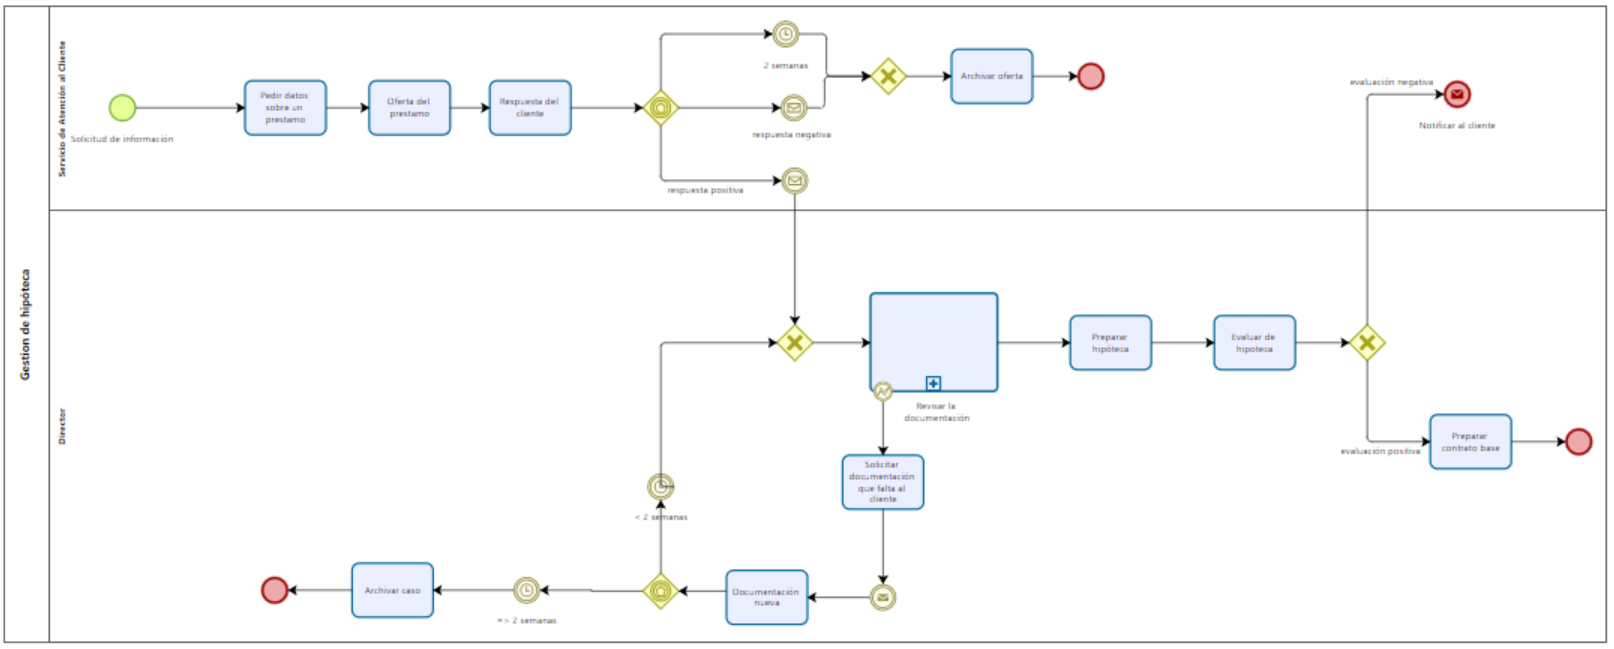 Gestion de hipóteca
Servicio de Atención al Cliente
Solicitud de información
Pedir datos
sobre un
prestamo
Oferta del
prestamo
Respuesta del
cliente
2 semanas
respuesta negativa
respuesta positiva
Archivar oferta
evaluación negativa
Notificar al cliente
Director
Revisar la
documentación
Preparar
hipóteca
Evaluar de
hipoteca
evaluación positiva
Preparar
contrato base
Solicitar
documentación
que falta al
cliente
< 2 semanas
Documentación
nueva
=> 2 semanas
Archivar caso